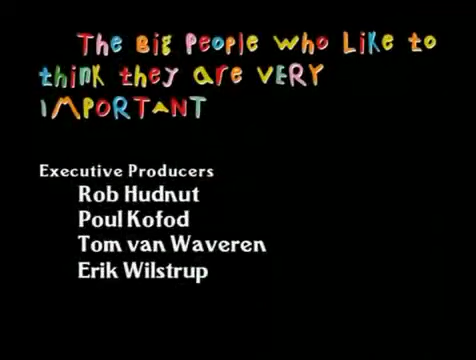 The Big People who Like to
think they are VERY
IMPORTANT
Executive Producers
Rob Hudnut
Poul Kofod
Tom van Waveren
Erik Wilstrup